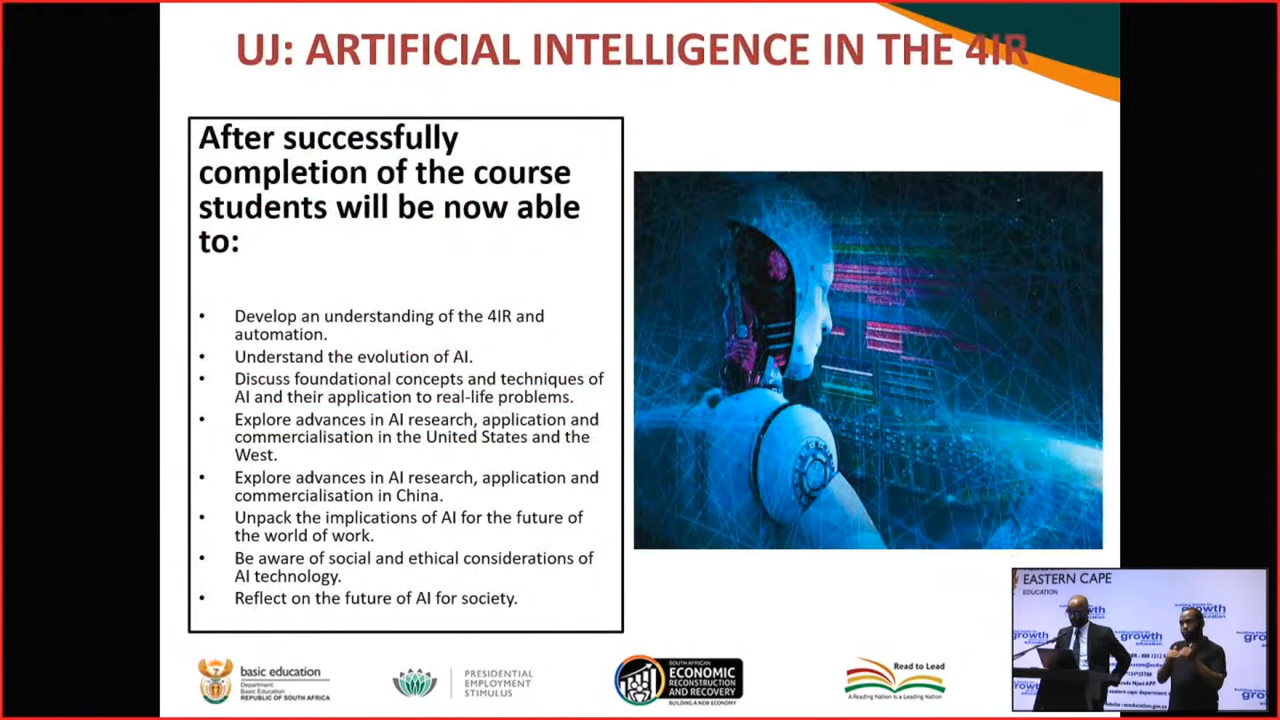 UJ: ARTIFICIAL INTELLIGENCE IN THE 4IR
After successfully
completion of the course
students will be now able
to:
• Develop an understanding of the 4IR and
automation.
• Understand the evolution of AI.
• Discuss foundational concepts and techniques of
AI and their application to real-life problems.
• Explore advances in AI research, application and
commercialisation in the United States and the
West.
• Explore advances in AI research, application and
commercialisation in China.
• Unpack the implications of AI for the future of
the world of work.
• Be aware of social and ethical considerations of
AI technology.
• Reflect on the future of AI for society.
basic education
Department:
Basic Education
REPUBLIC OF SOUTH AFRICA
PRESIDENTIAL
EMPLOYMENT
STIMULUS
SOUTH AFRICAN
ECONOMIC
RECONSTRUCTION
AND RECOVERY
BUILDING A NEW ECONOMY
Read to Lead
A Reading Nation is a Leading Nation
EASTERN CAPE
EDUCATION
growth
growth
growth
growth